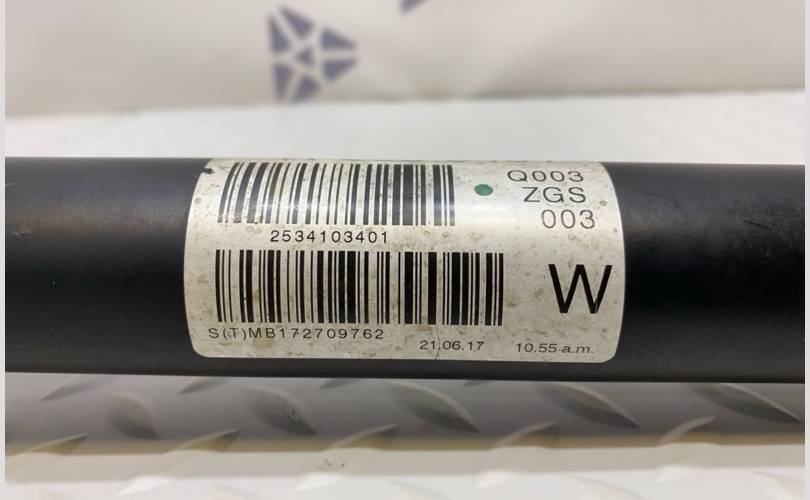 Q003
ZGS
003
2534103401
W
S(T)MB172709762
21.06.17 10.55 a.m.